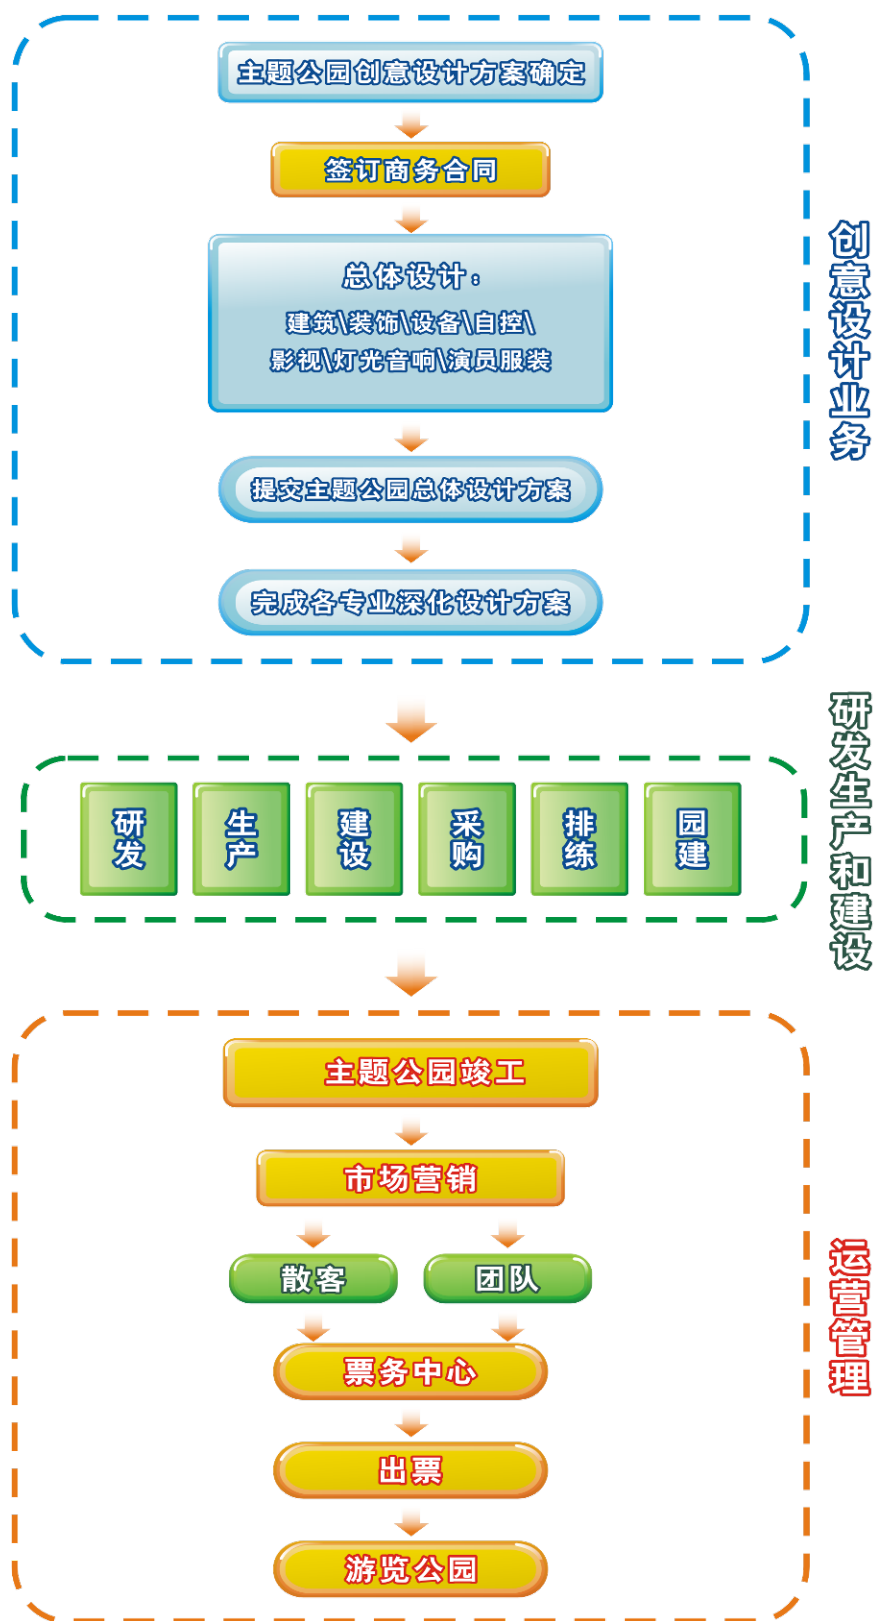 主题公园创意设计方案确定
签订商务合同
总体设计：
建筑\装饰\设备\自控\
影视\灯光音响\演员服装
提交主题公园总体设计方案
完成各专业深化设计方案
创意设计业务
研发
生产
建设
采购
排练
园建
研发生产和建设
主题公园竣工
市场营销
散客
团队
票务中心
出票
游览公园
运营管理